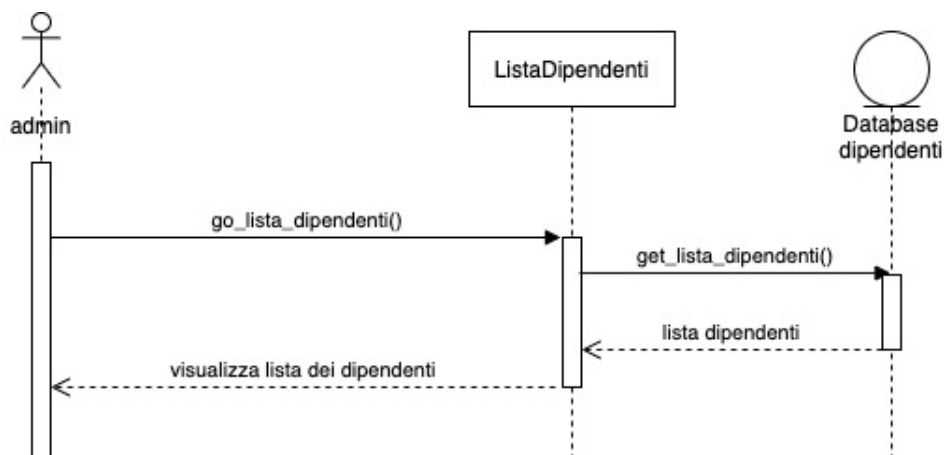 ListaDipendenti
admin
Database
dipendenti
go_lista_dipendenti()
get_lista_dipendenti()
lista dipendenti
visualizza lista dei dipendenti